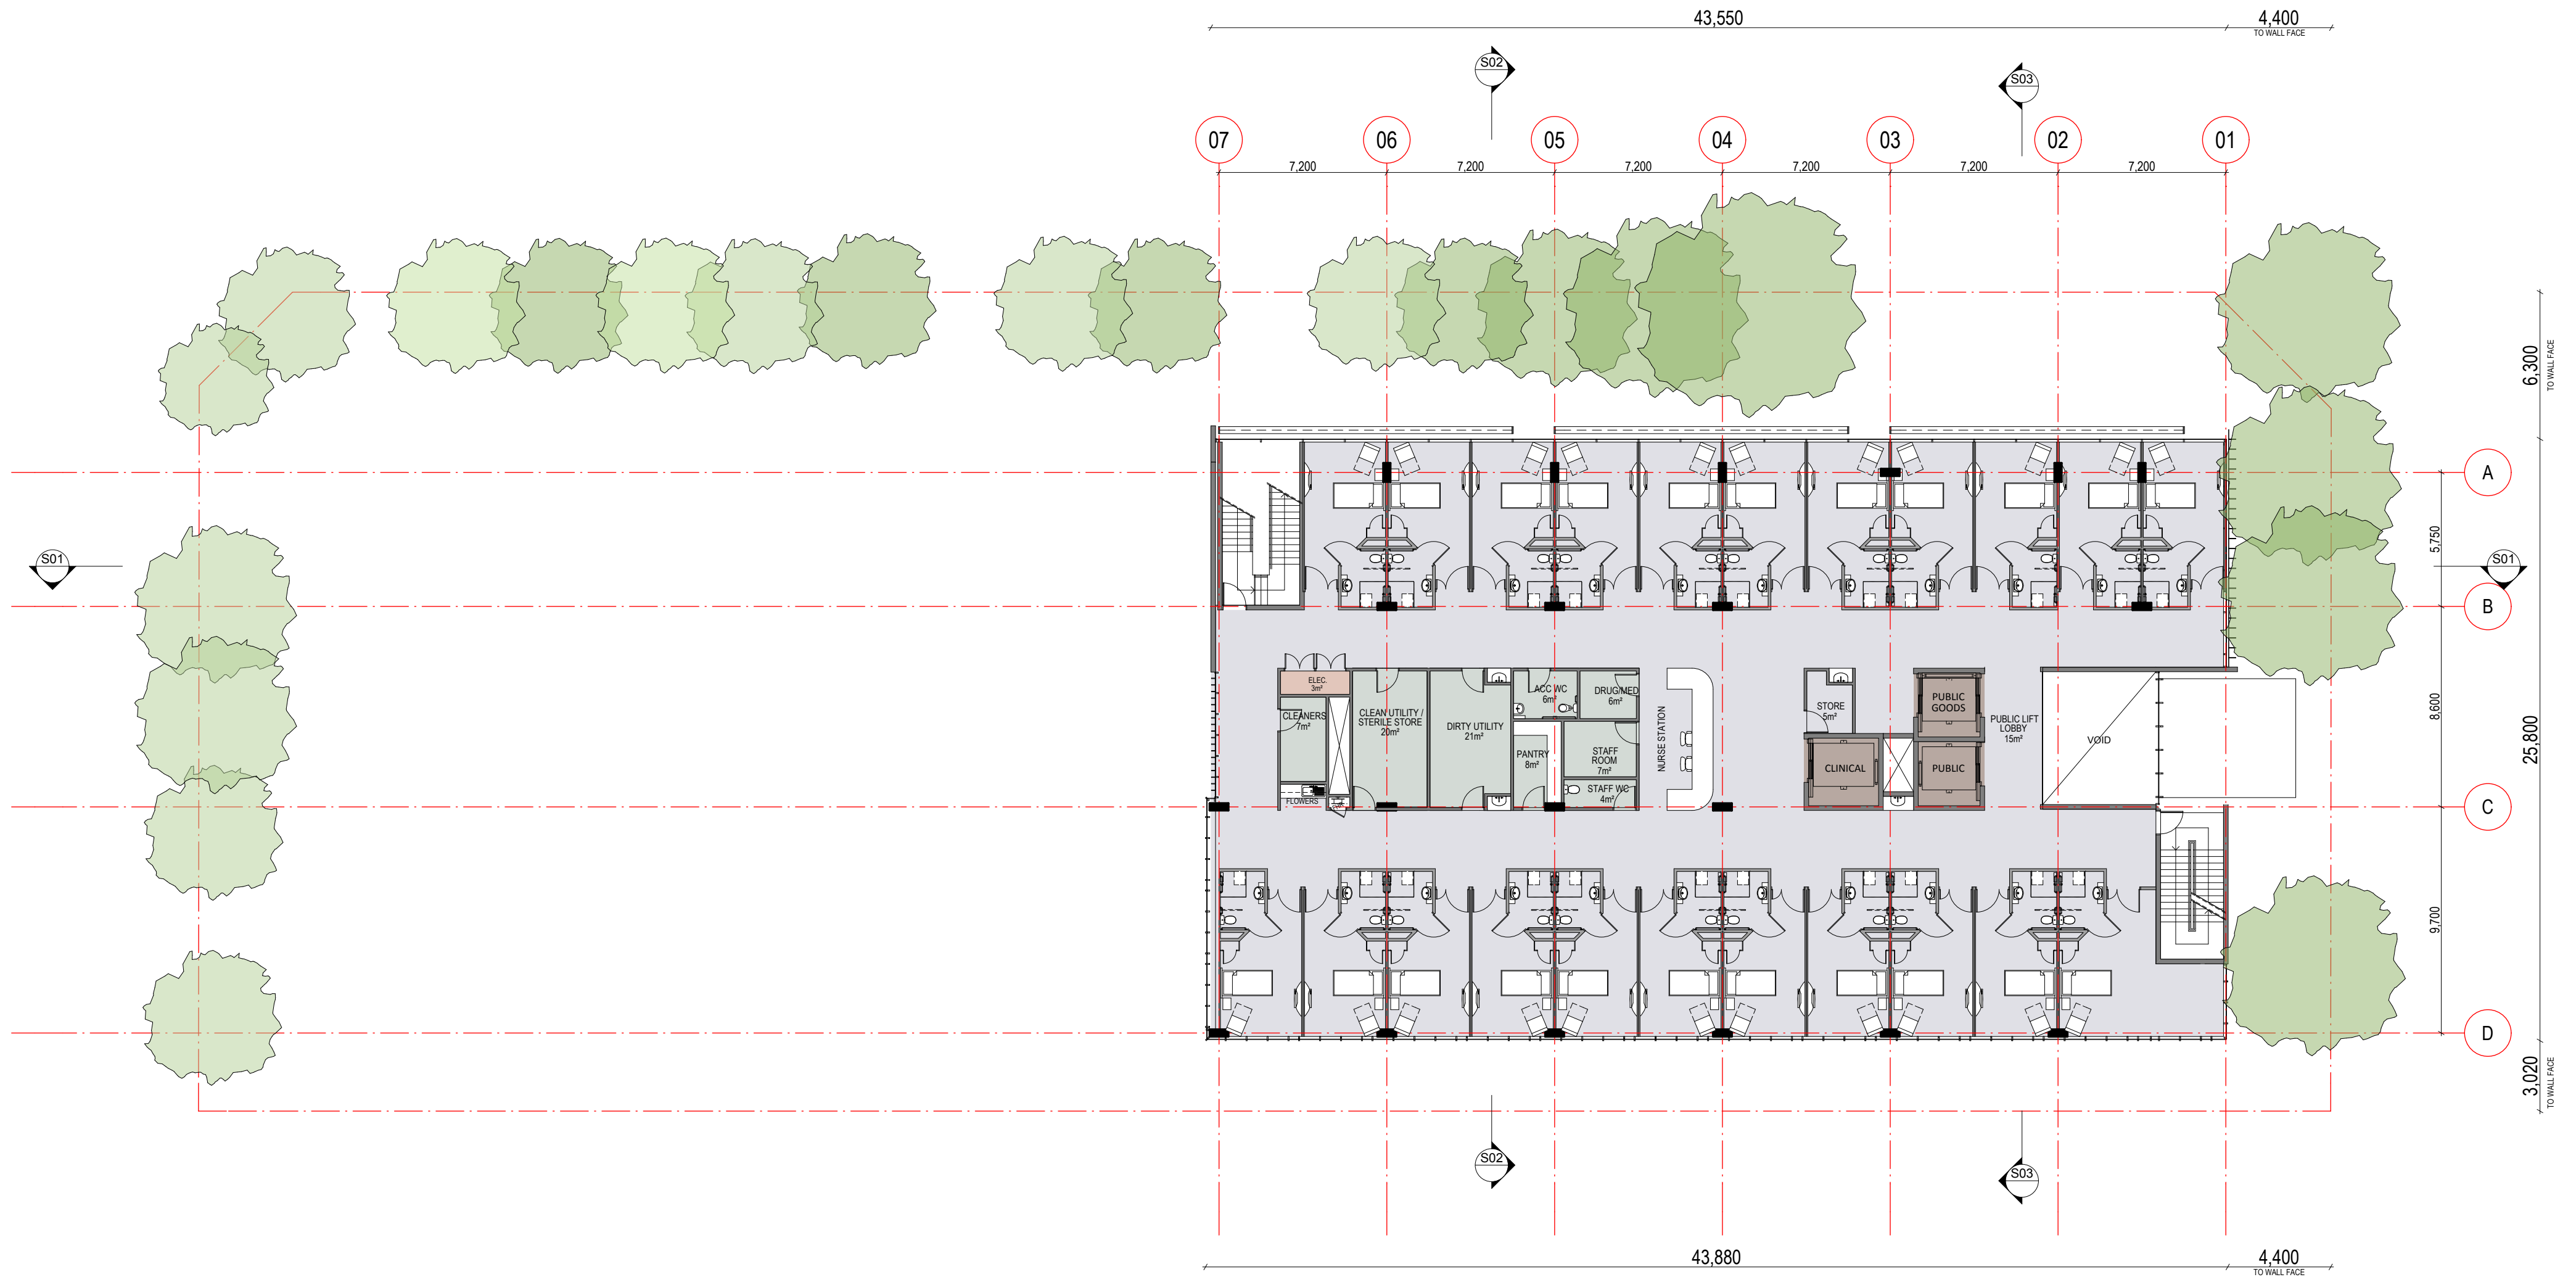 43,550
4,400
TO WALL FACE
S02
S03
07
06
05
04
03
02
01
7,200
7,200
7,200
7,200
7,200
7,200
6,300
TO WALL FACE
A
5,750
S01
S01
B
ELEC.
3m²
CLEANERS
7m²
CLEAN UTILITY /
STERILE STORE
20m²
DIRTY UTILITY
21m²
ACC WC
6m²
DRUG/MED
6m²
PANTRY
8m²
STAFF
ROOM
7m²
STAFF WC
4m²
FLOWERS
NURSE STATION
STORE
5m²
CLINICAL
PUBLIC
GOODS
PUBLIC
PUBLIC LIFT
LOBBY
15m²
VOID
8,600
25,800
C
9,700
D
3,020
TO WALL FACE
S02
S03
43,880
4,400
TO WALL FACE